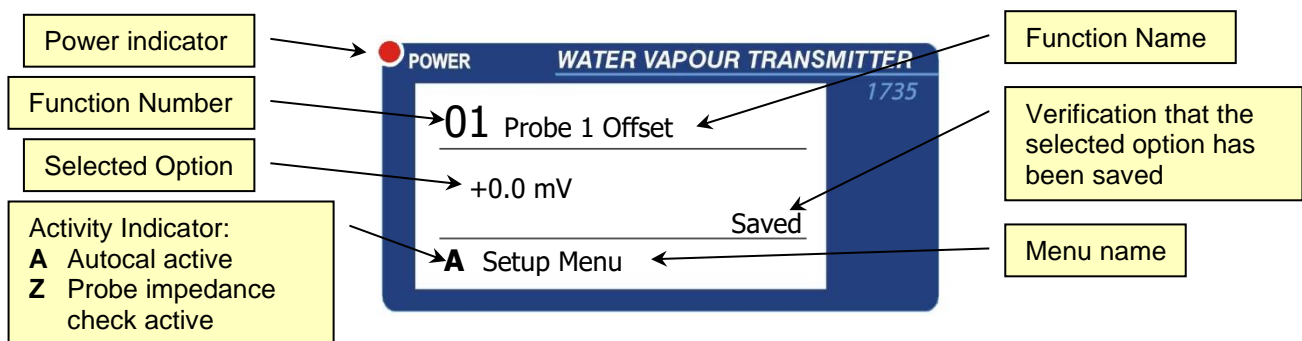 Power indicator
Function Number
Selected Option
Activity Indicator:
A Autocal active
Z Probe impedance
check active
POWER WATER VAPOUR TRANSMITTER
1735
01 Probe 1 Offset
+0.0 mV
Saved
A Setup Menu
Function Name
Verification that the
selected option has
been saved
Menu name